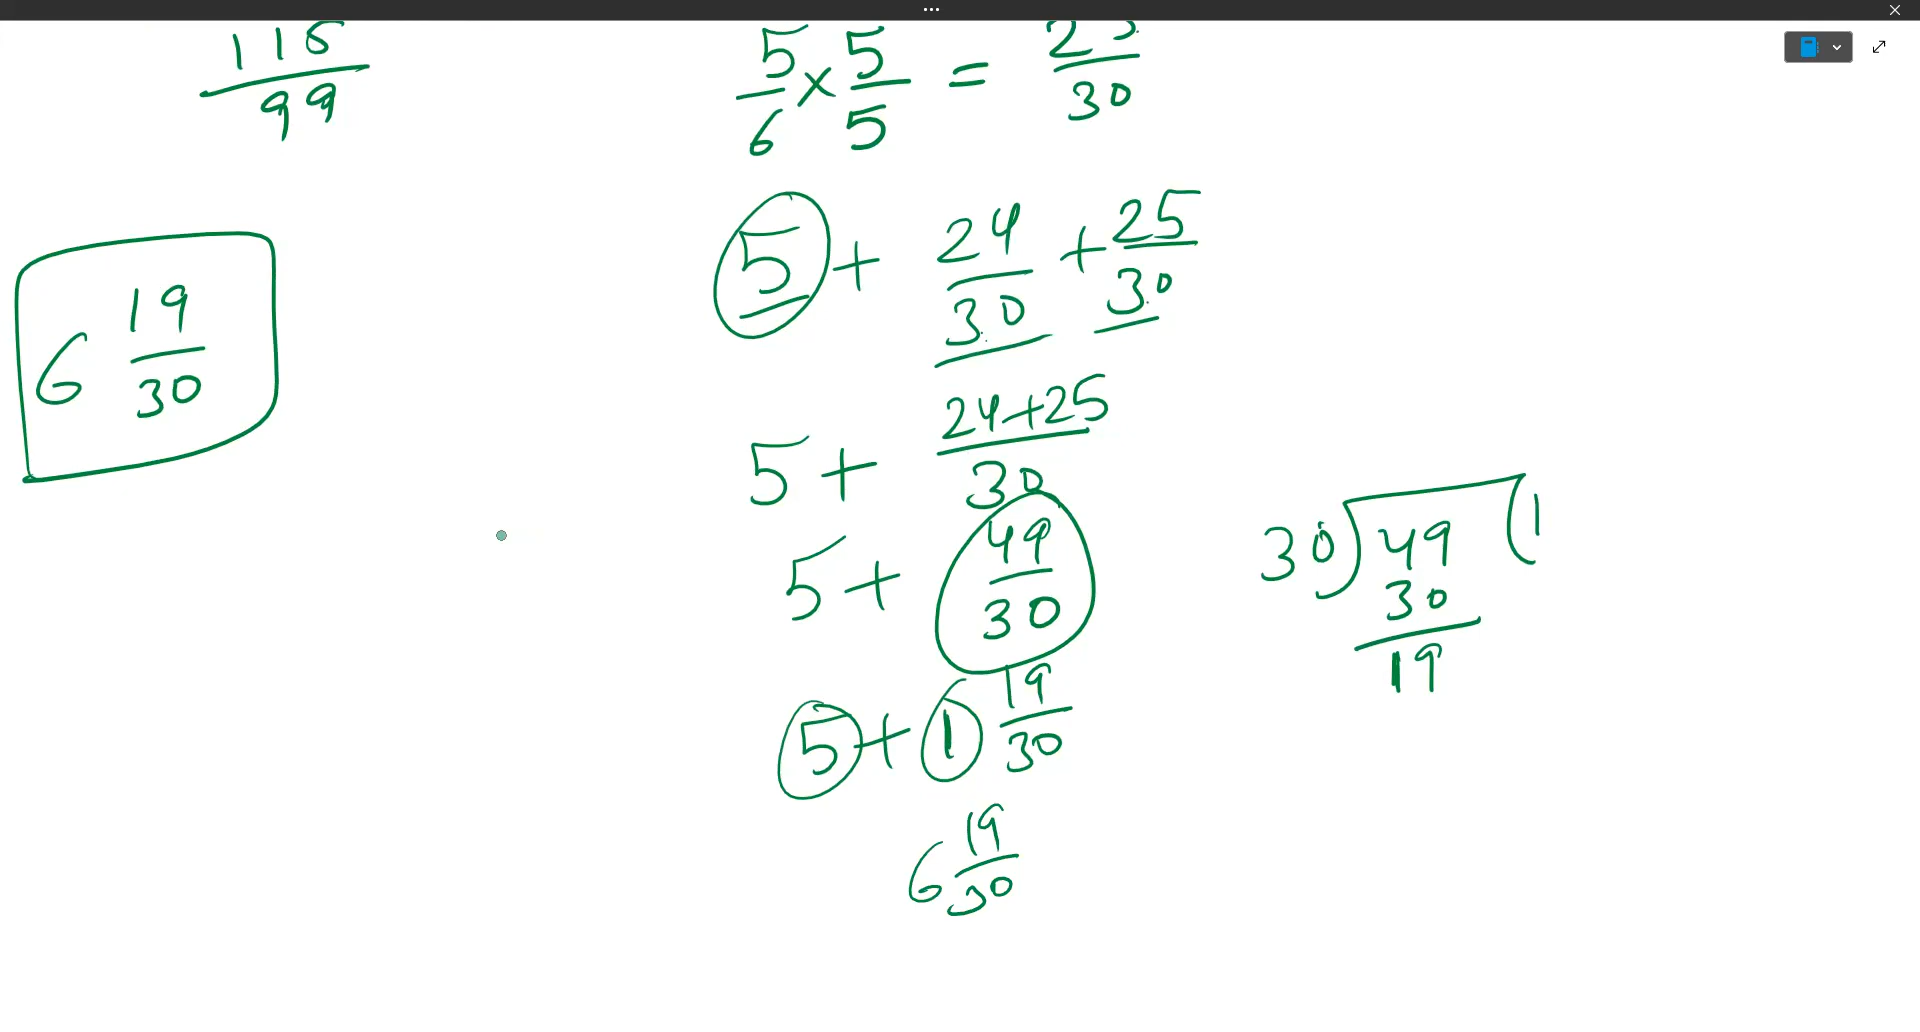 115/99
5/6 × 5/5 = 25/30
5 + 24/30 + 25/30
6 19/30
5 + 24+25/30
5 + 49/30
30) 49 (1
30
19
5 + 1 19/30
6 19/30